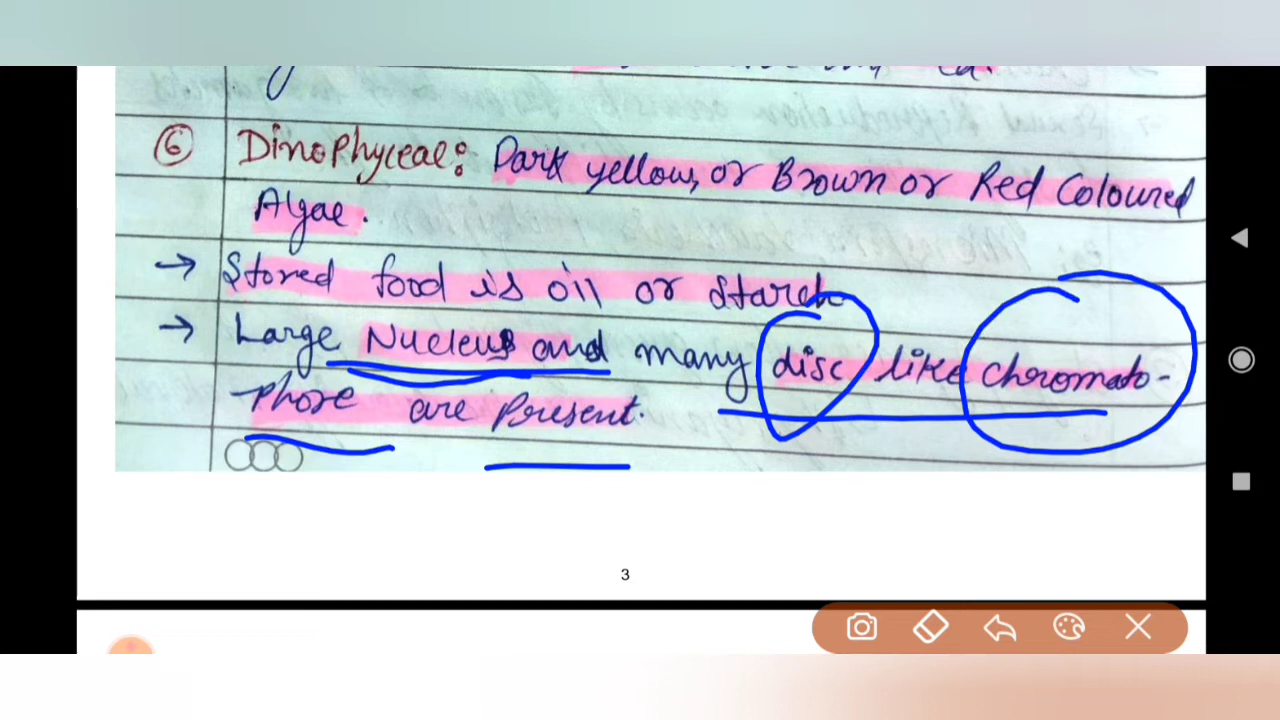 ⑥ Dinophyceae: Dark yellow, or Brown or Red Coloured
Algae.
→ Stored food is oil or starch
→ Large Nucleus and many disc like chromato-
phore are present.
3